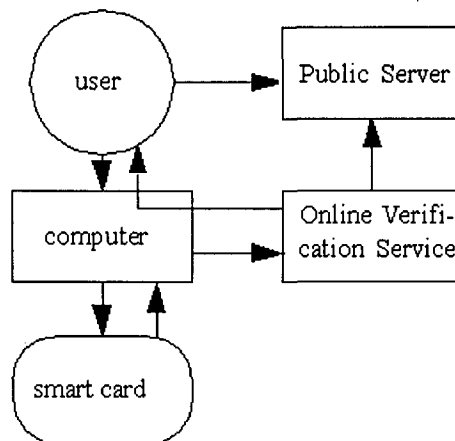 user
Public Server
computer
Online Verifi-
cation Service
smart card